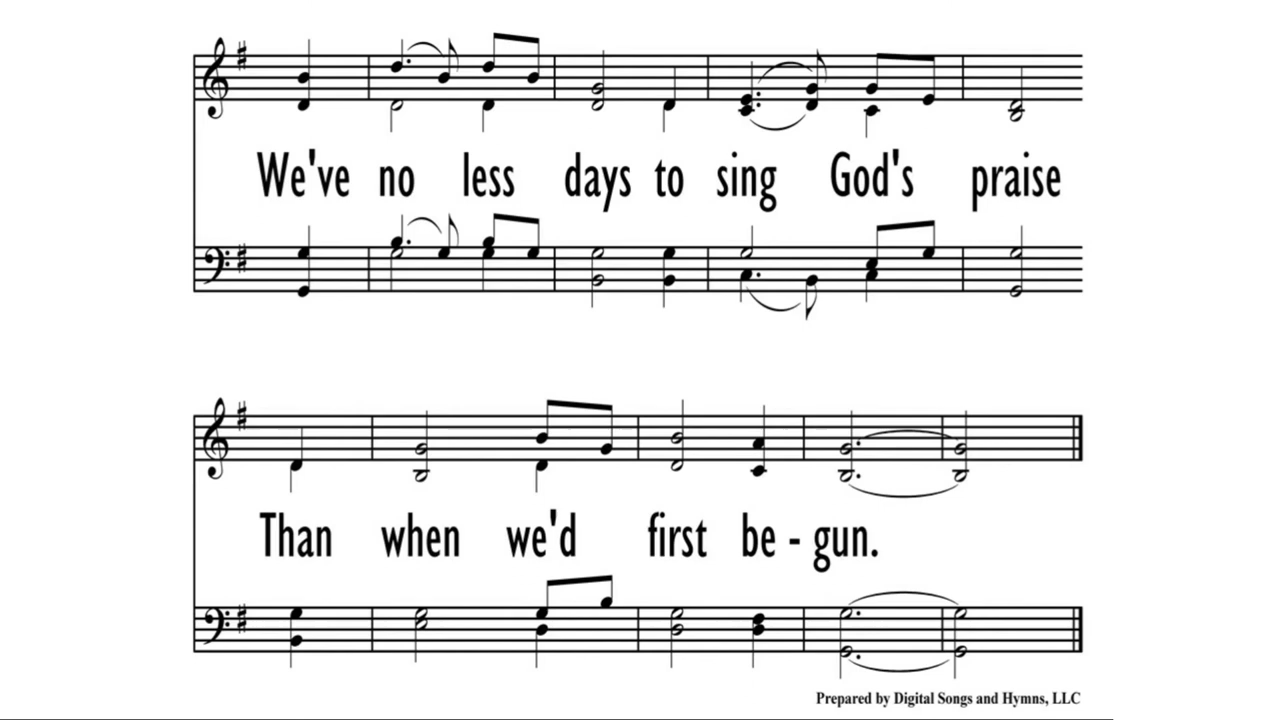 We've no less days to sing God's praise
Than when we'd first be - gun.
Prepared by Digital Songs and Hymns, LLC